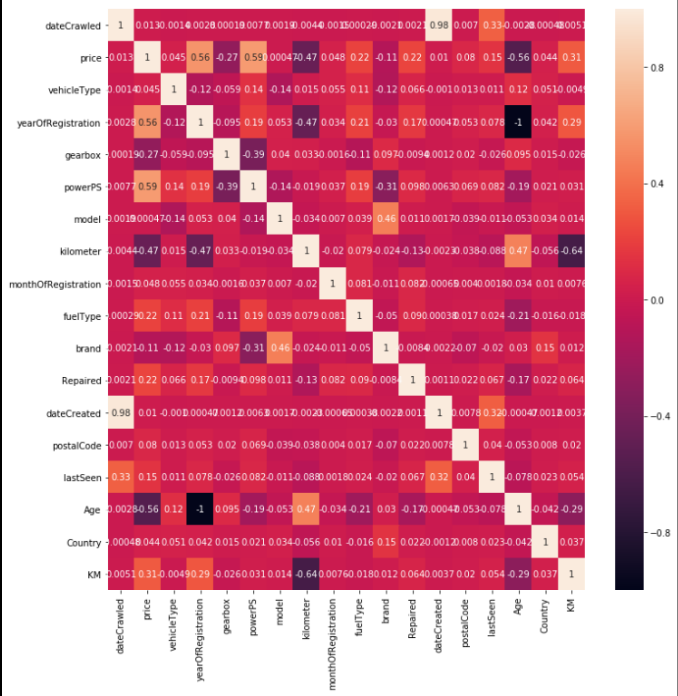 dateCrawled 1 0.013 -0.0014 0.0028 0.00019 0.0077 0.0019 -0.0044 0.0021 0.0021 0.98 0.007 0.33 -0.0028 0.0051
price 0.013 1 0.045 0.56 -0.27 0.59 0.00047 -0.47 0.048 0.22 -0.11 0.22 0.01 0.08 0.15 -0.56 0.044 0.31
vehicleType 0.0014 0.045 1 -0.12 -0.059 0.14 -0.14 0.015 0.055 0.11 -0.12 0.066 -0.001 0.013 0.011 0.12 0.051 -0.0049
yearOfRegistration 0.0028 0.56 -0.12 1 -0.095 0.19 0.053 -0.47 0.034 0.21 -0.03 0.17 0.00047 0.053 0.078 -1 0.042 0.29
gearbox 0.00019 -0.27 -0.059 -0.095 1 -0.39 0.04 0.033 0.0016 -0.11 0.097 -0.0094 0.0012 0.02 -0.026 0.095 0.015 -0.026
powerPS 0.0077 0.59 0.14 0.19 -0.39 1 -0.14 -0.019 0.037 0.19 -0.31 0.098 0.0063 0.069 0.082 -0.19 0.021 0.031
model 0.0019 0.00047 -0.14 0.053 0.04 -0.14 1 -0.034 0.007 0.039 0.46 0.011 0.0017 -0.039 -0.011 -0.053 0.034 0.014
kilometer 0.0044 -0.47 0.015 -0.47 0.033 -0.019 -0.034 1 -0.02 0.079 -0.024 -0.13 -0.0023 -0.038 -0.088 0.47 -0.056 -0.64
monthOfRegistration 0.0015 0.048 0.055 0.034 0.0016 0.037 0.007 -0.02 1 0.081 -0.011 0.082 -0.00065 0.004 0.0018 -0.034 0.01 0.0076
fuelType 0.00029 0.22 0.11 0.21 -0.11 0.19 0.039 0.079 0.081 1 -0.05 0.09 0.00038 0.017 0.024 -0.21 -0.016 -0.018
brand 0.0021 -0.11 -0.12 -0.03 0.097 -0.31 0.46 -0.024 -0.011 -0.05 1 0.0084 -0.0022 -0.07 -0.02 0.03 0.15 0.012
Repaired 0.0021 0.22 0.066 0.17 -0.0094 0.098 0.011 -0.13 0.082 0.09 -0.0084 1 0.0011 0.022 0.067 -0.17 0.022 0.064
dateCreated 0.98 0.01 -0.001 0.00047 0.0012 0.0063 0.0017 -0.0023 0.00065 0.00038 0.0022 0.0011 1 0.0078 0.32 -0.00047 0.0012 0.0037
postalCode 0.007 0.08 0.013 0.053 0.02 0.069 -0.039 -0.038 0.004 0.017 -0.07 0.022 0.0078 1 0.04 -0.053 0.008 0.02
lastSeen 0.33 0.15 0.011 0.078 -0.026 0.082 -0.011 -0.088 0.0018 0.024 -0.02 0.067 0.32 0.04 1 -0.078 0.023 0.054
Age 0.0028 -0.56 0.12 -1 0.095 -0.19 -0.053 0.47 -0.034 -0.21 0.03 -0.17 0.00047 -0.053 -0.078 1 -0.042 -0.29
Country 0.00048 0.044 0.051 0.042 0.015 0.021 0.034 -0.056 0.01 -0.016 0.15 0.022 -0.0012 0.008 0.023 -0.042 1 0.037
KM 0.0051 0.31 -0.0049 0.29 -0.026 0.031 0.014 -0.64 0.0076 -0.018 0.012 0.064 0.0037 0.02 0.054 -0.29 0.037 1
dateCrawled price vehicleType yearOfRegistration gearbox powerPS model kilometer monthOfRegistration fuelType brand Repaired dateCreated postalCode lastSeen Age Country KM
0.8
0.4
0.0
−0.4
−0.8